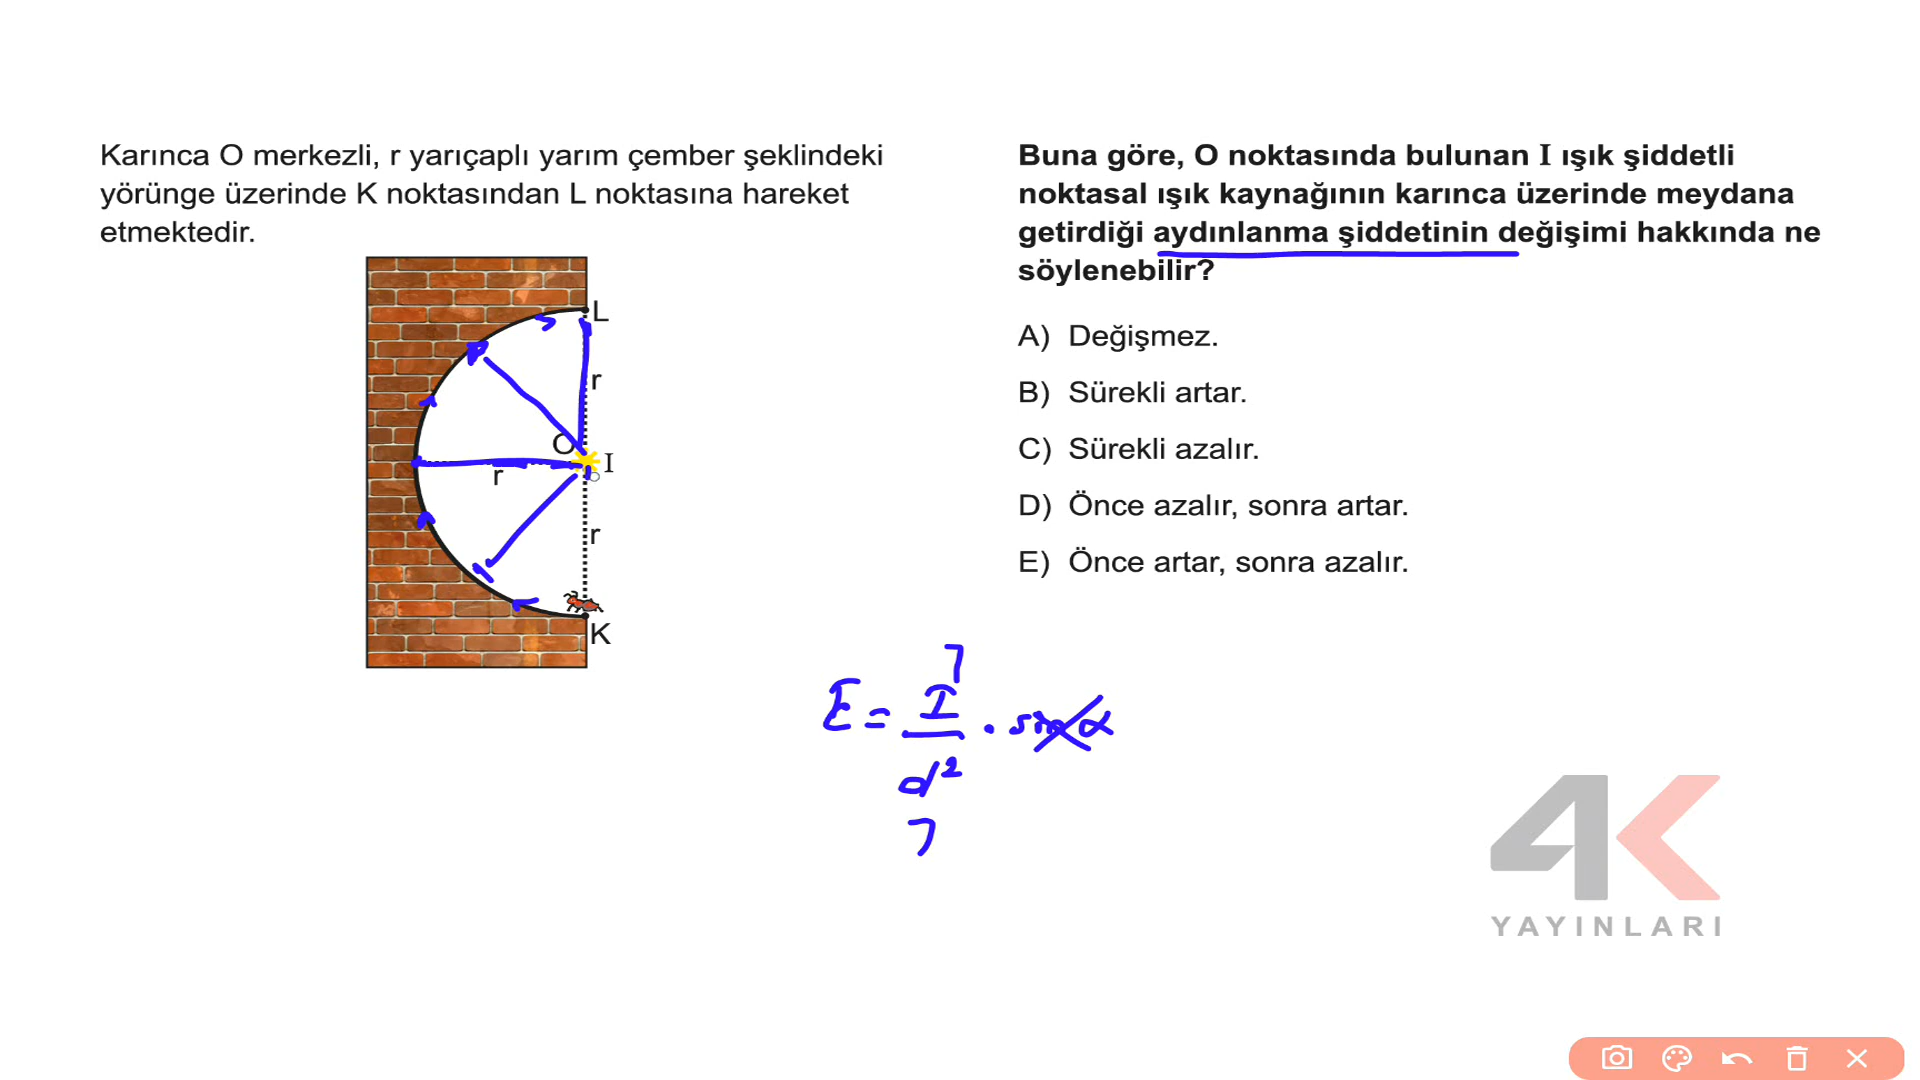 Karınca O merkezli, r yarıçaplı yarım çember şeklindeki
yörünge üzerinde K noktasından L noktasına hareket
etmektedir.
L
r
O
I
r
r
K
Buna göre, O noktasında bulunan I ışık şiddetli
noktasal ışık kaynağının karınca üzerinde meydana
getirdiği aydınlanma şiddetinin değişimi hakkında ne
söylenebilir?
A) Değişmez.
B) Sürekli artar.
C) Sürekli azalır.
D) Önce azalır, sonra artar.
E) Önce artar, sonra azalır.
E = I / d² · sin α
4K
YAYINLARI